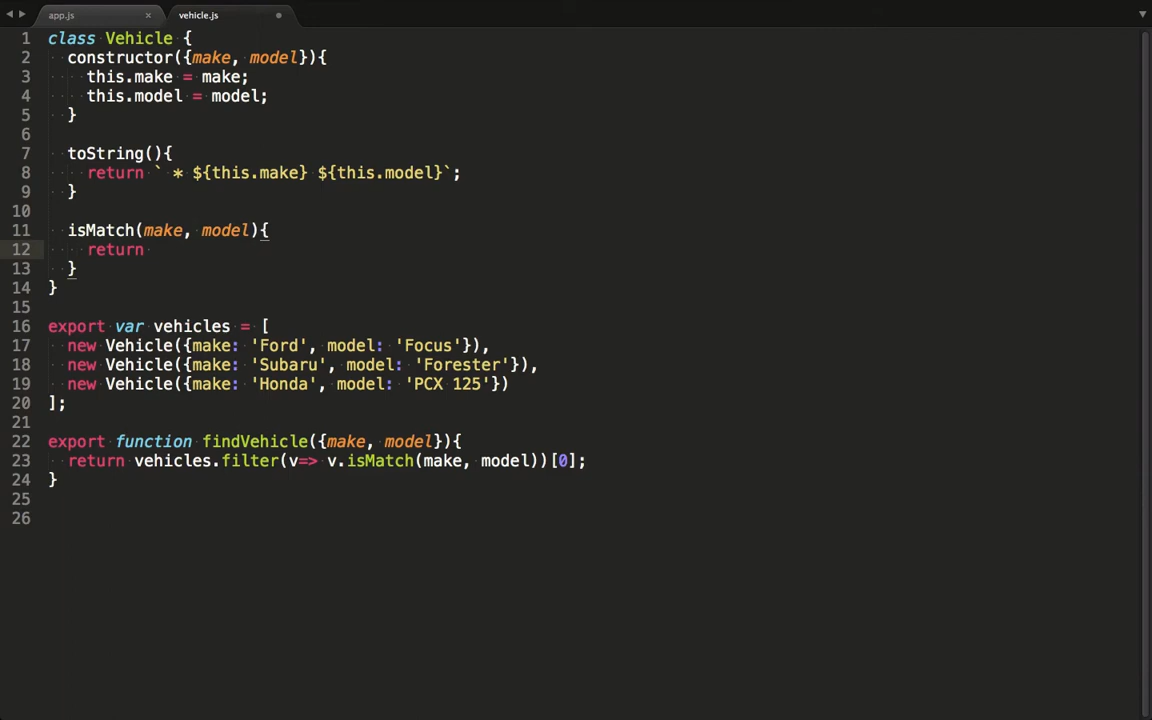 app.js
vehicle.js
1 class Vehicle {
2 constructor({make, model}){
3 this.make = make;
4 this.model = model;
5 }
6
7 toString(){
8 return ` * ${this.make} ${this.model}`;
9 }
10
11 isMatch(make, model){
12 return
13 }
14 }
15
16 export var vehicles = [
17 new Vehicle({make: 'Ford', model: 'Focus'}),
18 new Vehicle({make: 'Subaru', model: 'Forester'}),
19 new Vehicle({make: 'Honda', model: 'PCX 125'})
20 ];
21
22 export function findVehicle({make, model}){
23 return vehicles.filter(v=> v.isMatch(make, model))[0];
24 }
25
26